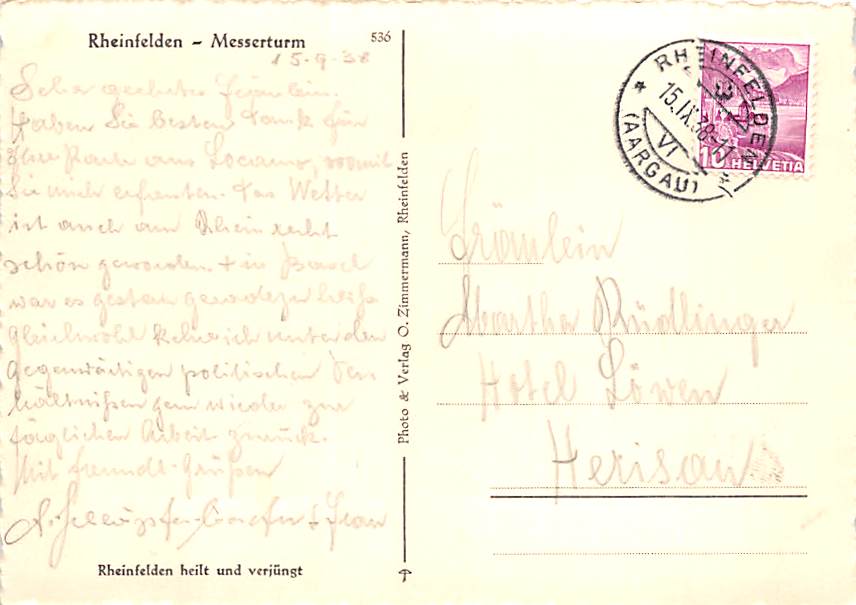 Rheinfelden - Messerturm
536
15.9.38
Sehr geehrtes Fräulein.
Haben Sie besten Dank für
Ihre Karte aus Locarno, womit
Sie mich erfreuten. Das Wetter
ist auch am Rhein recht
schön geworden. + in Basel
war es gestern geradezu heiß
Gleichwohl kehre ich unter den
gegenwärtigen politischen Ver-
hältnißen gern wieder zur
täglichen Arbeit zurück.
Mit freundl. Grüßen
+ Frau
Rheinfelden heilt und verjüngt
Photo & Verlag O. Zimmermann, Rheinfelden
RHEINFELDEN
15.IX.38-17
VI
(AARGAU)
10 HELVETIA
Fräulein
Martha Rüdlinger
Hotel Löwen
Herisau